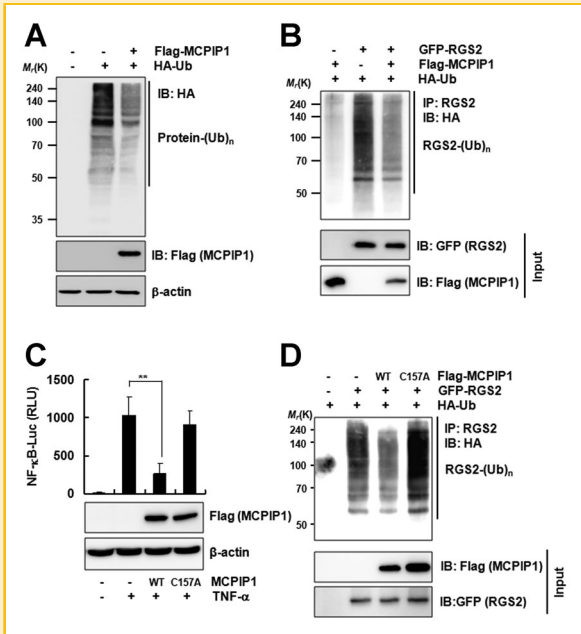 A
- - + Flag-MCPIP1
- + + HA-Ub
Mr(K)
240
140
100
70
50
35
IB: HA
Protein-(Ub)n
IB: Flag (MCPIP1)
β-actin
B
- + + GFP-RGS2
+ - + Flag-MCPIP1
+ + + HA-Ub
Mr(K)
240
140
100
70
50
IP: RGS2
IB: HA
RGS2-(Ub)n
IB: GFP (RGS2)
IB: Flag (MCPIP1)
Input
C
NF-κB-Luc (RLU)
1500
1000
500
0
**
Flag (MCPIP1)
β-actin
- - WT C157A MCPIP1
- + + + TNF-α
D
- - WT C157A Flag-MCPIP1
- + + + GFP-RGS2
+ + + + HA-Ub
Mr(K)
240
140
100
70
50
IP: RGS2
IB: HA
RGS2-(Ub)n
IB: Flag (MCPIP1)
IB:GFP (RGS2)
Input